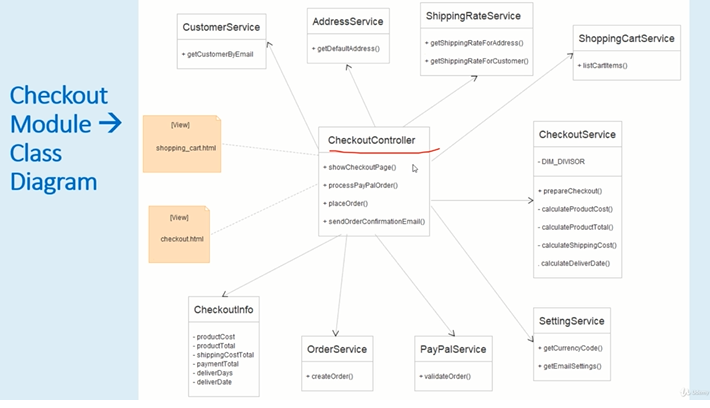 Checkout
Module →
Class
Diagram
CustomerService
+ getCustomerByEmail
AddressService
+ getDefaultAddress()
ShippingRateService
+ getShippingRateForAddress()
+ getShippingRateForCustomer()
ShoppingCartService
+ listCartItems()
[View]
shopping_cart.html
CheckoutController
+ showCheckoutPage()
+ processPayPalOrder()
+ placeOrder()
+ sendOrderConfirmationEmail()
CheckoutService
- DIM_DIVISOR
+ prepareCheckout()
- calculateProductCost()
- calculateProductTotal()
- calculateShippingCost()
. calculateDeliverDate()
[View]
checkout.html
CheckoutInfo
- productCost
- productTotal
- shippingCostTotal
- paymentTotal
- deliverDays
- deliverDate
OrderService
+ createOrder()
PayPalService
+ validateOrder()
SettingService
+ getCurrencyCode()
+ getEmailSettings()